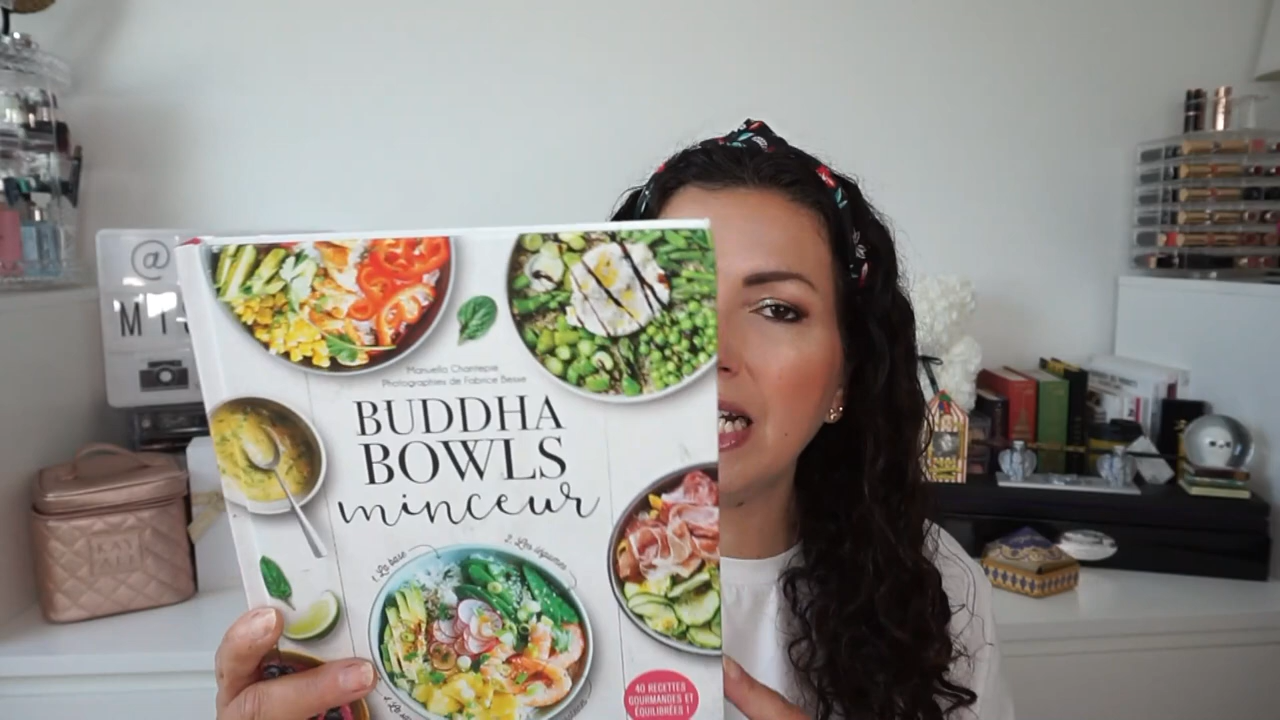 @
MIS
Manuella Chantepie
Photographies de Fabrice Besse
BUDDHA
BOWLS
minceur
1. La base
2. Les légumes
40 RECETTES
GOURMANDES ET
ÉQUILIBRÉES !